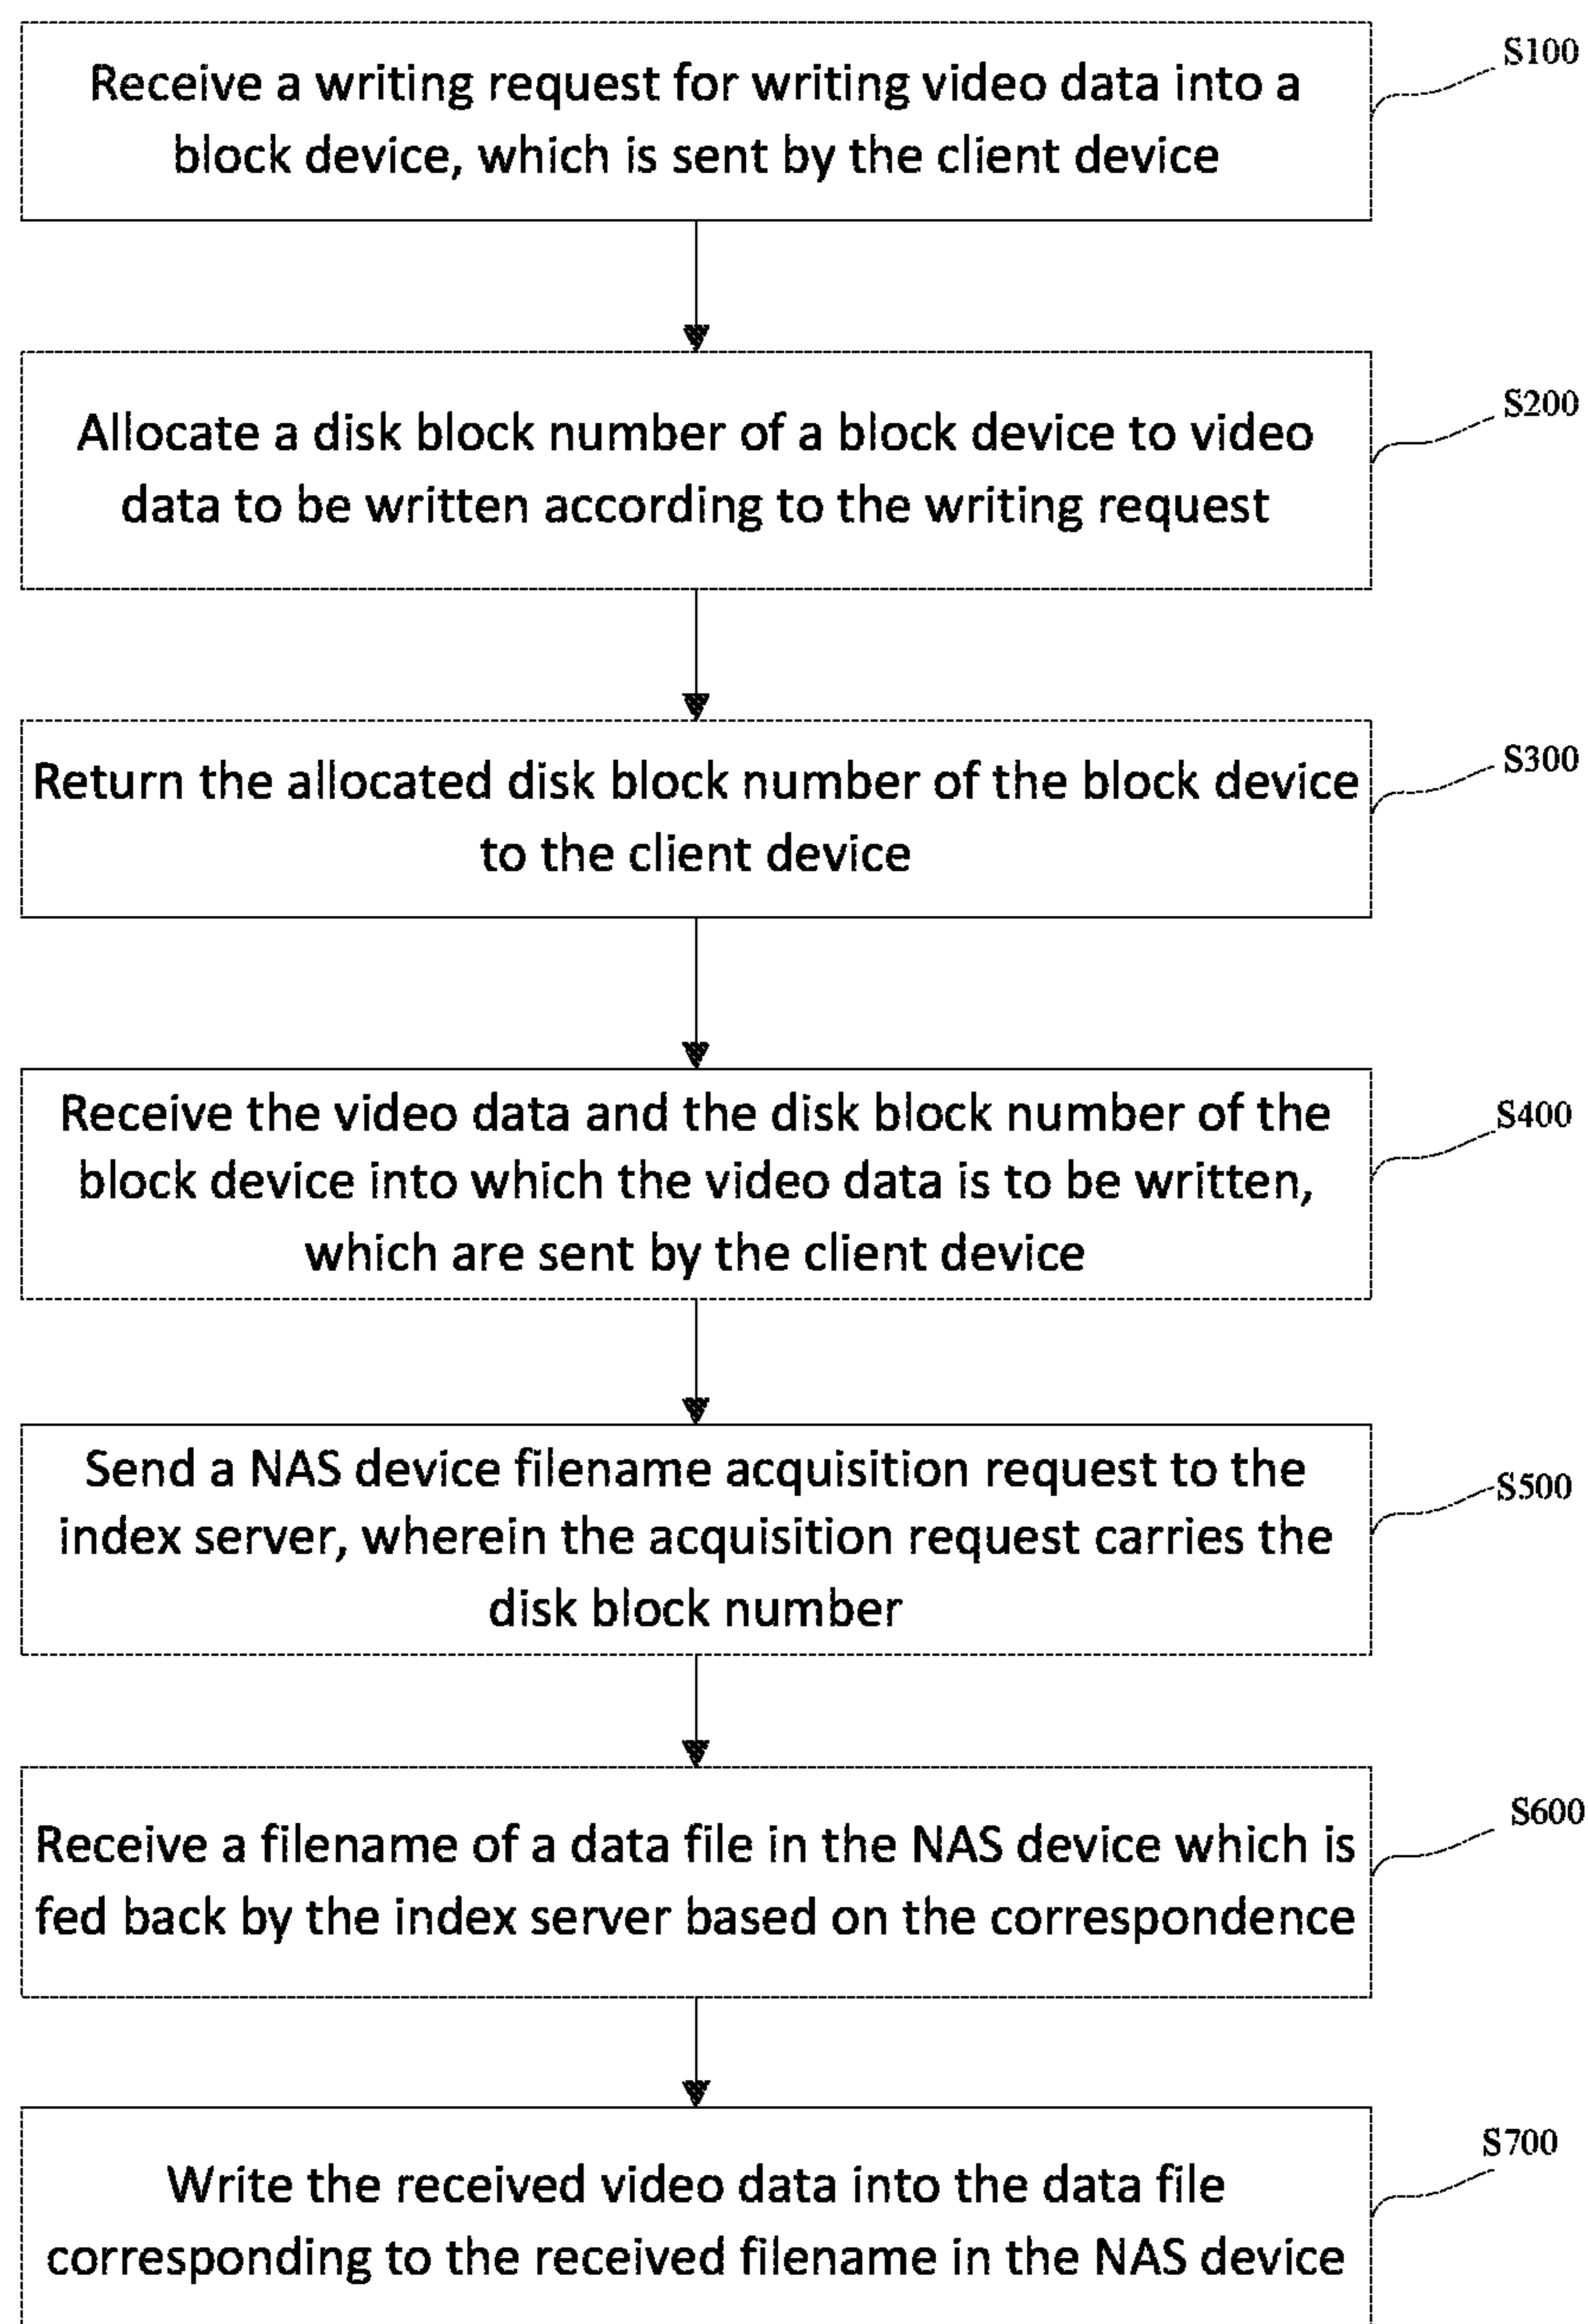 Receive a writing request for writing video data into a
block device, which is sent by the client device
S100
Allocate a disk block number of a block device to video
data to be written according to the writing request
S200
Return the allocated disk block number of the block device
to the client device
S300
Receive the video data and the disk block number of the
block device into which the video data is to be written,
which are sent by the client device
S400
Send a NAS device filename acquisition request to the
index server, wherein the acquisition request carries the
disk block number
S500
Receive a filename of a data file in the NAS device which is
fed back by the index server based on the correspondence
S600
Write the received video data into the data file
corresponding to the received filename in the NAS device
S700